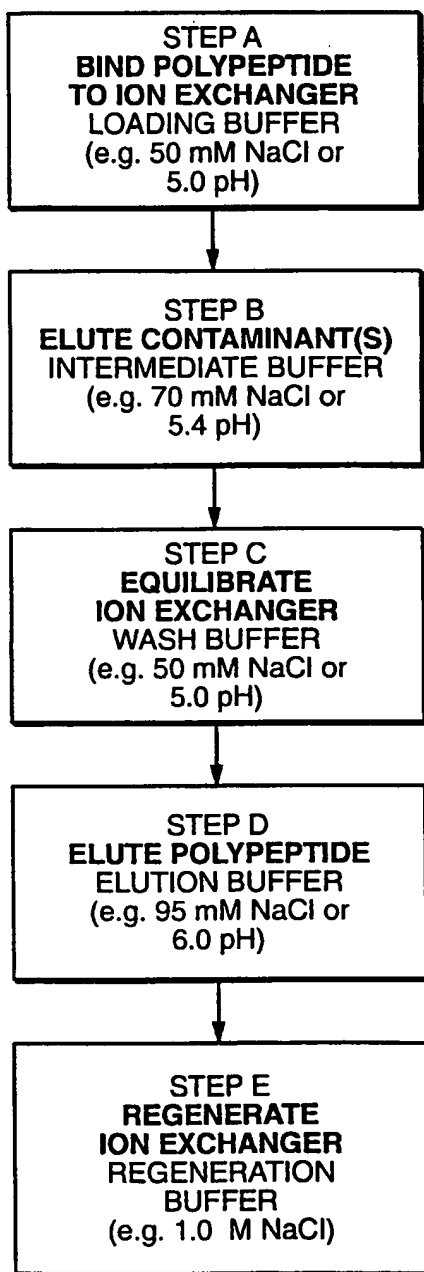 STEP A
BIND POLYPEPTIDE
TO ION EXCHANGER
LOADING BUFFER
(e.g. 50 mM NaCl or
5.0 pH)
STEP B
ELUTE CONTAMINANT(S)
INTERMEDIATE BUFFER
(e.g. 70 mM NaCl or
5.4 pH)
STEP C
EQUILIBRATE
ION EXCHANGER
WASH BUFFER
(e.g. 50 mM NaCl or
5.0 pH)
STEP D
ELUTE POLYPEPTIDE
ELUTION BUFFER
(e.g. 95 mM NaCl or
6.0 pH)
STEP E
REGENERATE
ION EXCHANGER
REGENERATION
BUFFER
(e.g. 1.0 M NaCl)